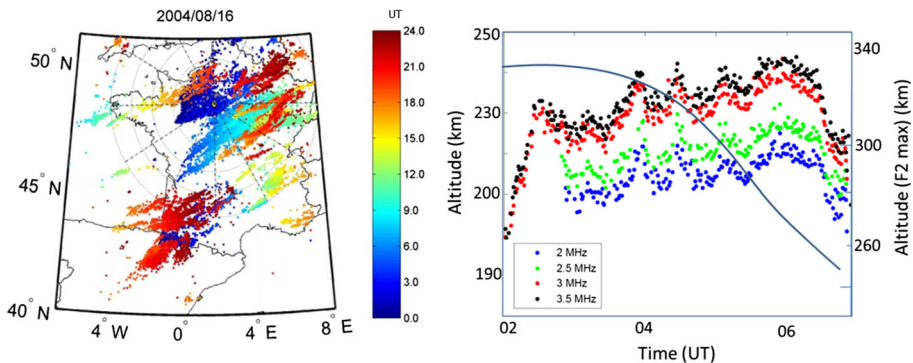 2004/08/16
UT
50° N
45° N
40° N
4° W
0°
4° E
8° E
24.0
21.0
18.0
15.0
12.0
9.0
6.0
3.0
0.0
Altitude (km)
250
230
200
190
2 MHz
2.5 MHz
3 MHz
3.5 MHz
02
04
06
Time (UT)
340
300
260
Altitude (F2 max) (km)